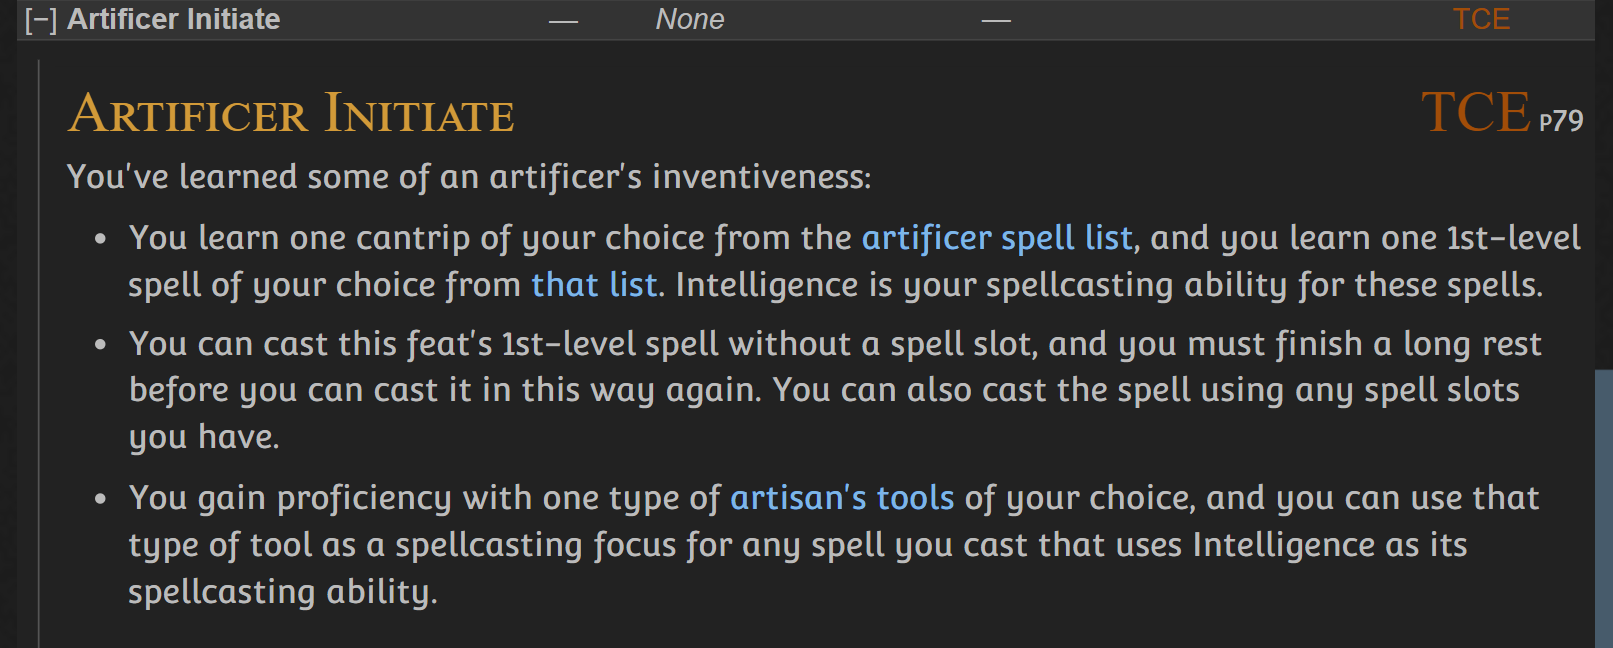 [−] Artificer Initiate — None — TCE
Artificer Initiate TCE P79
You've learned some of an artificer's inventiveness:
• You learn one cantrip of your choice from the artificer spell list, and you learn one 1st-level
spell of your choice from that list. Intelligence is your spellcasting ability for these spells.
• You can cast this feat's 1st-level spell without a spell slot, and you must finish a long rest
before you can cast it in this way again. You can also cast the spell using any spell slots
you have.
• You gain proficiency with one type of artisan's tools of your choice, and you can use that
type of tool as a spellcasting focus for any spell you cast that uses Intelligence as its
spellcasting ability.